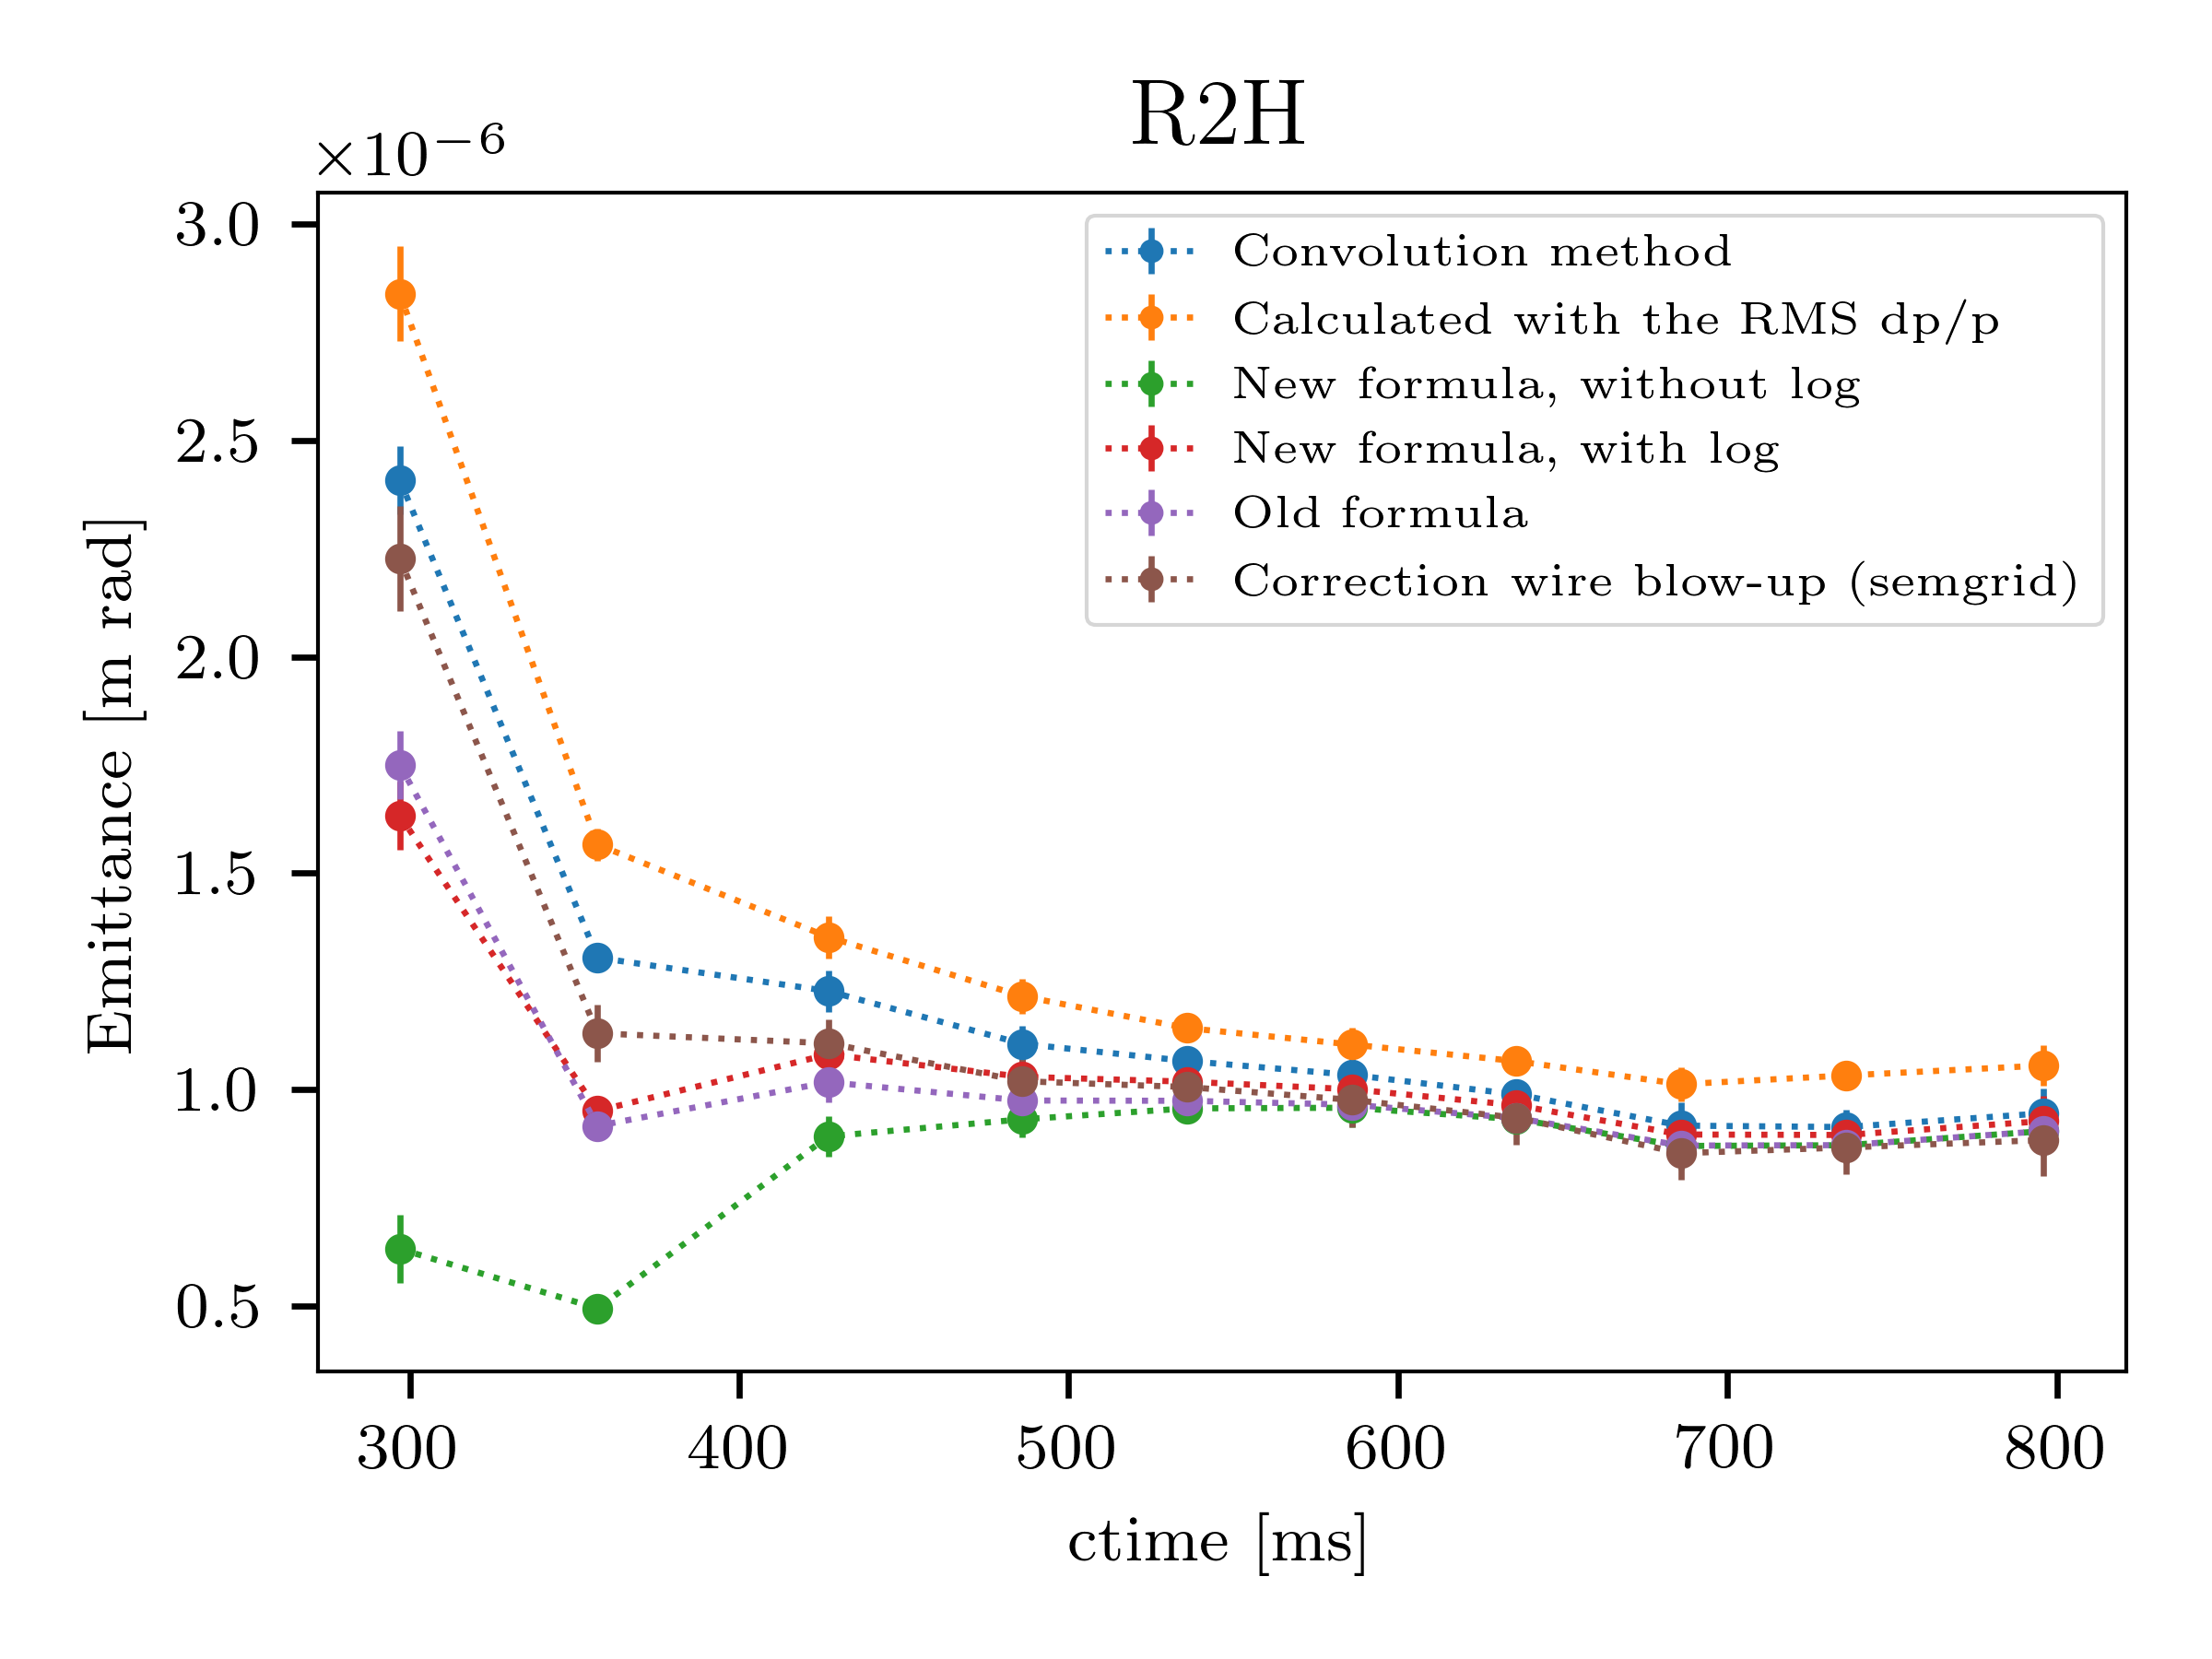 R2H
×10⁻⁶
3.0
2.5
2.0
1.5
1.0
0.5
Emittance [m rad]
Convolution method
Calculated with the RMS dp/p
New formula, without log
New formula, with log
Old formula
Correction wire blow-up (semgrid)
300 400 500 600 700 800
ctime [ms]